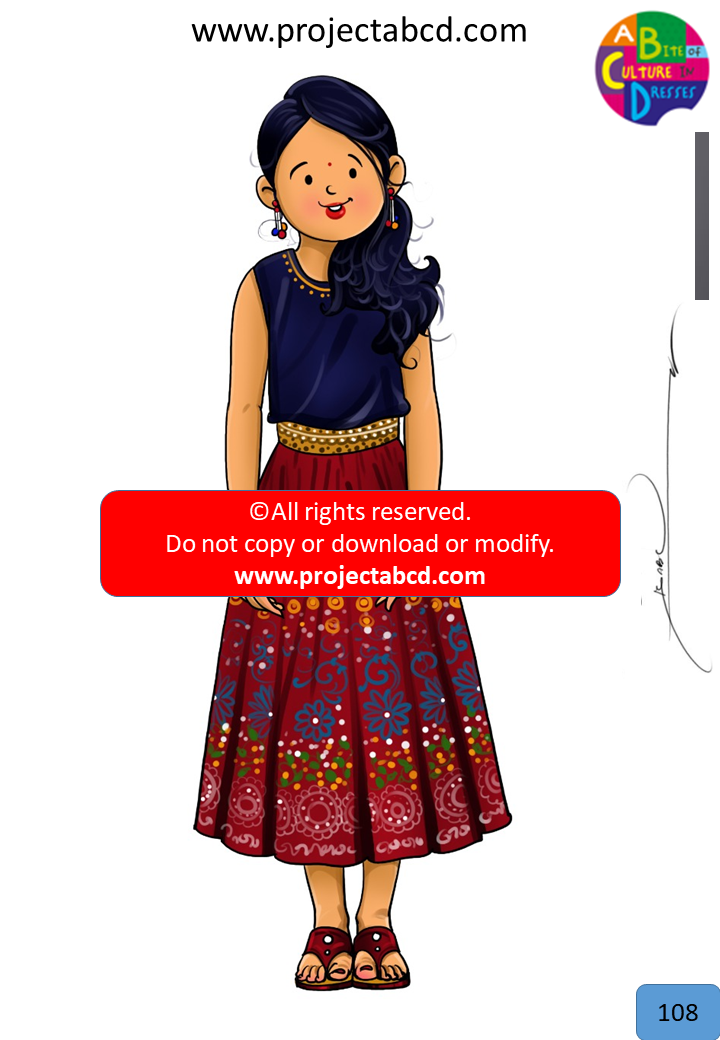 www.projectabcd.com
A BITE OF
CULTURE IN
DRESSES
©All rights reserved.
Do not copy or download or modify.
www.projectabcd.com
108